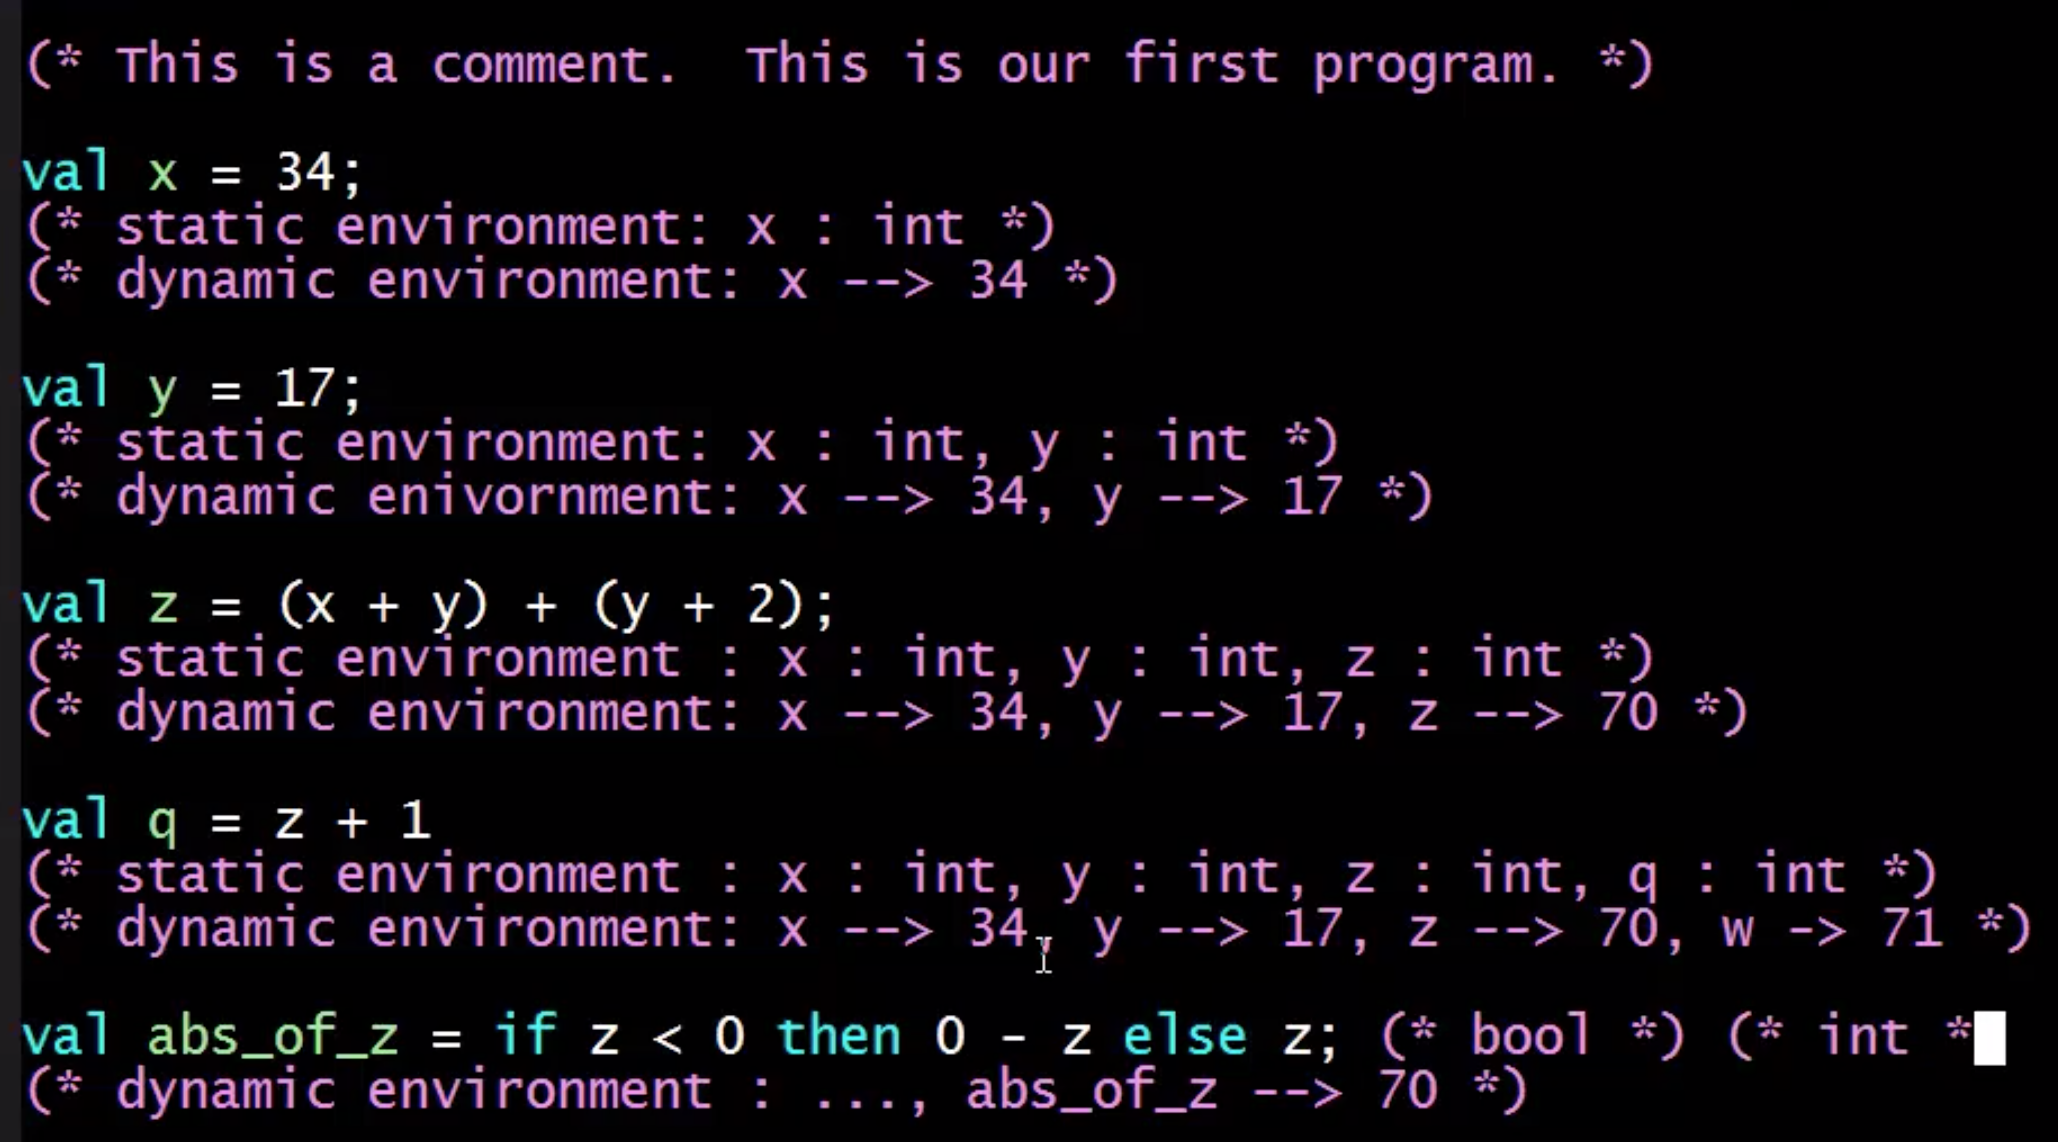 (* This is a comment.  This is our first program. *)
val x = 34;
(* static environment: x : int *)
(* dynamic environment: x --> 34 *)
val y = 17;
(* static environment: x : int, y : int *)
(* dynamic enivornment: x --> 34, y --> 17 *)
val z = (x + y) + (y + 2);
(* static environment : x : int, y : int, z : int *)
(* dynamic environment: x --> 34, y --> 17, z --> 70 *)
val q = z + 1
(* static environment : x : int, y : int, z : int, q : int *)
(* dynamic environment: x --> 34, y --> 17, z --> 70, w -> 71 *)
val abs_of_z = if z < 0 then 0 - z else z; (* bool *) (* int *
(* dynamic environment : ..., abs_of_z --> 70 *)